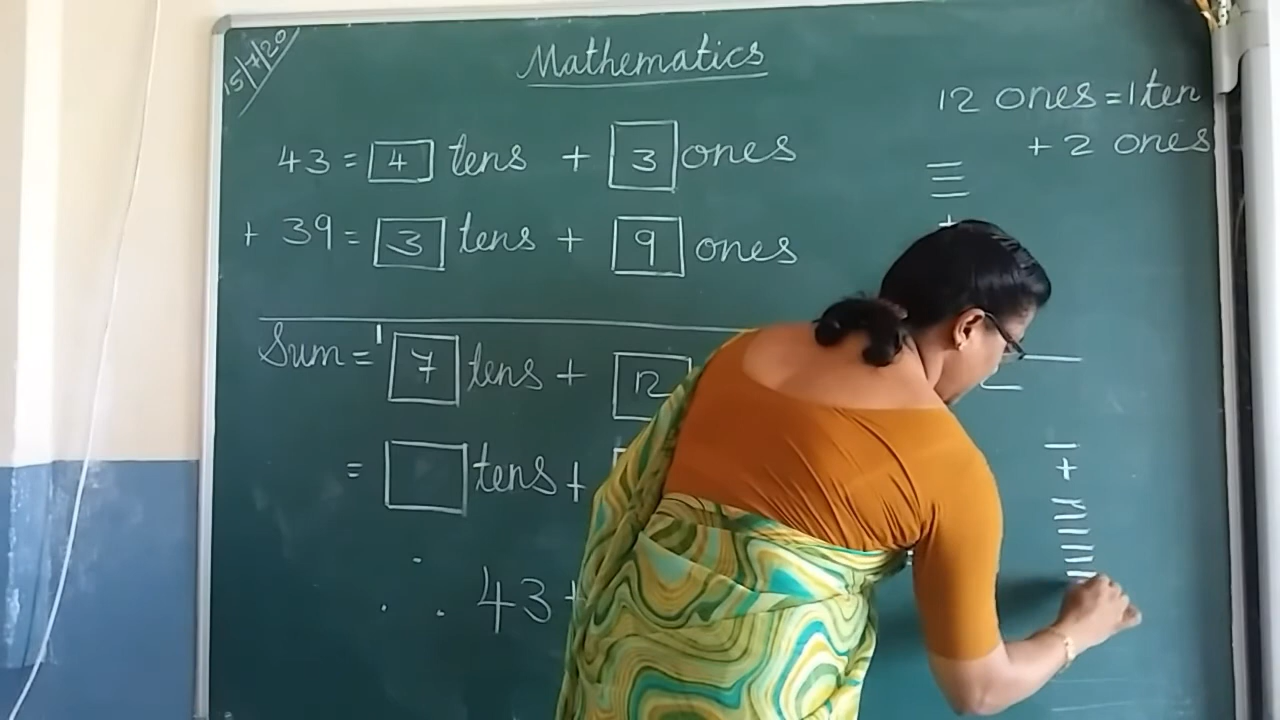 15/7/20
Mathematics
43 = 4 tens + 3 ones
+ 39 = 3 tens + 9 ones
Sum = 1 7 tens + 12
= tens +
∴ 43 +
12 ones = 1 ten
+ 2 ones
+
+